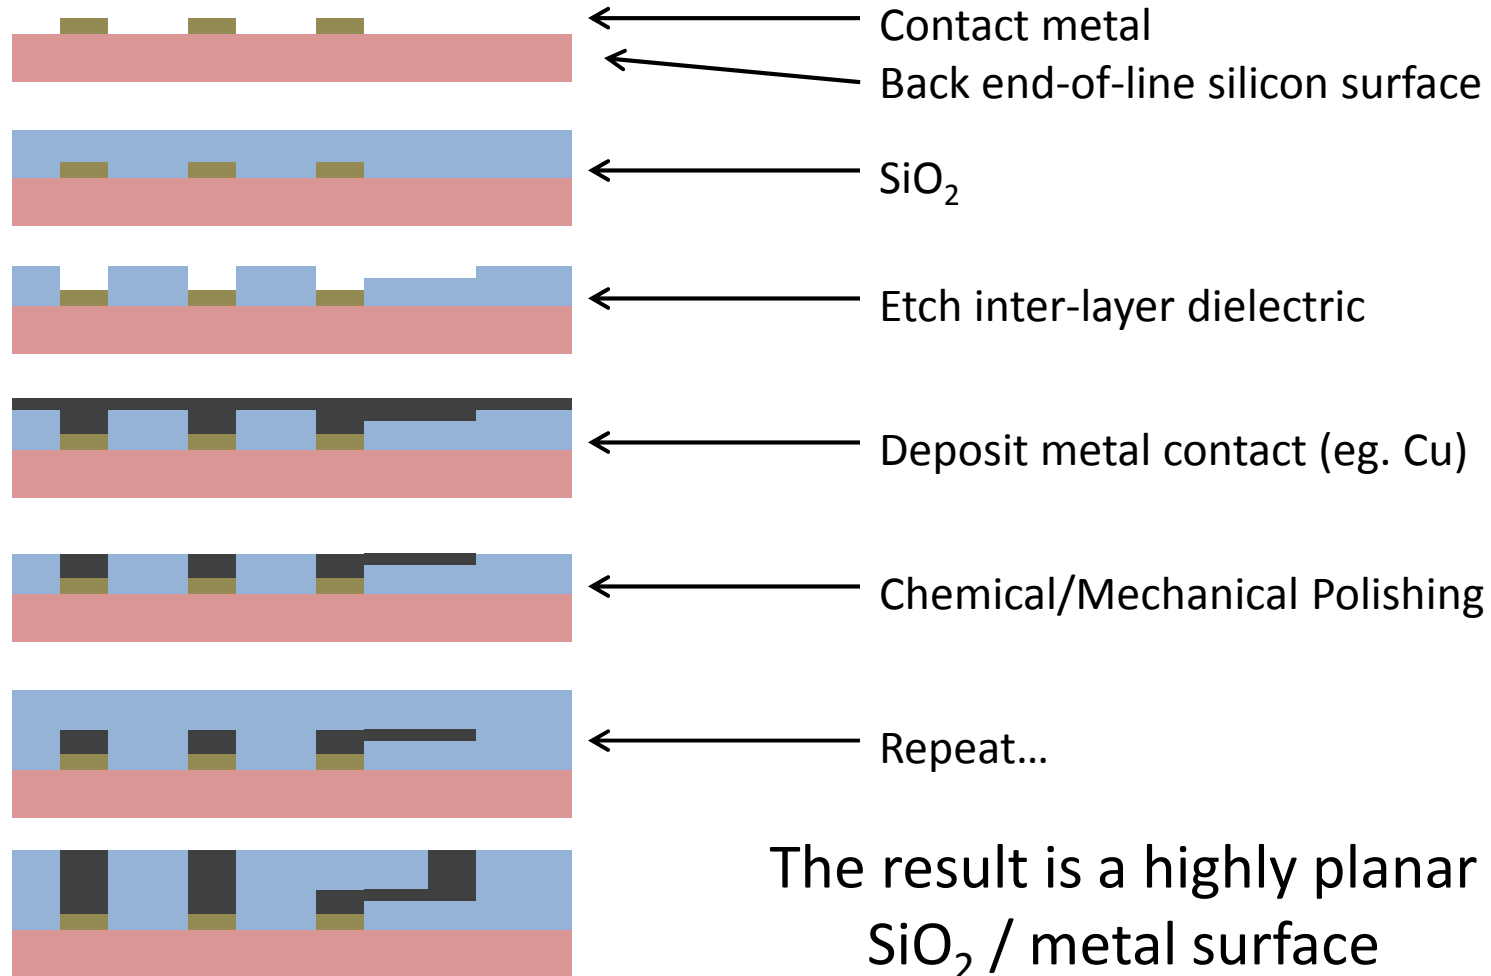 Contact metal
Back end-of-line silicon surface
SiO₂
Etch inter-layer dielectric
Deposit metal contact (eg. Cu)
Chemical/Mechanical Polishing
Repeat…
The result is a highly planar
SiO₂ / metal surface